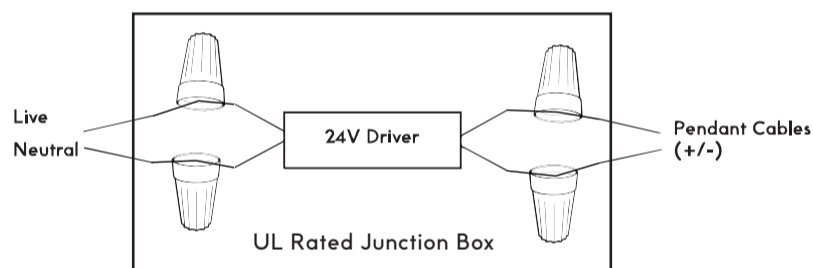 Live
Neutral
24V Driver
Pendant Cables
(+/-)
UL Rated Junction Box